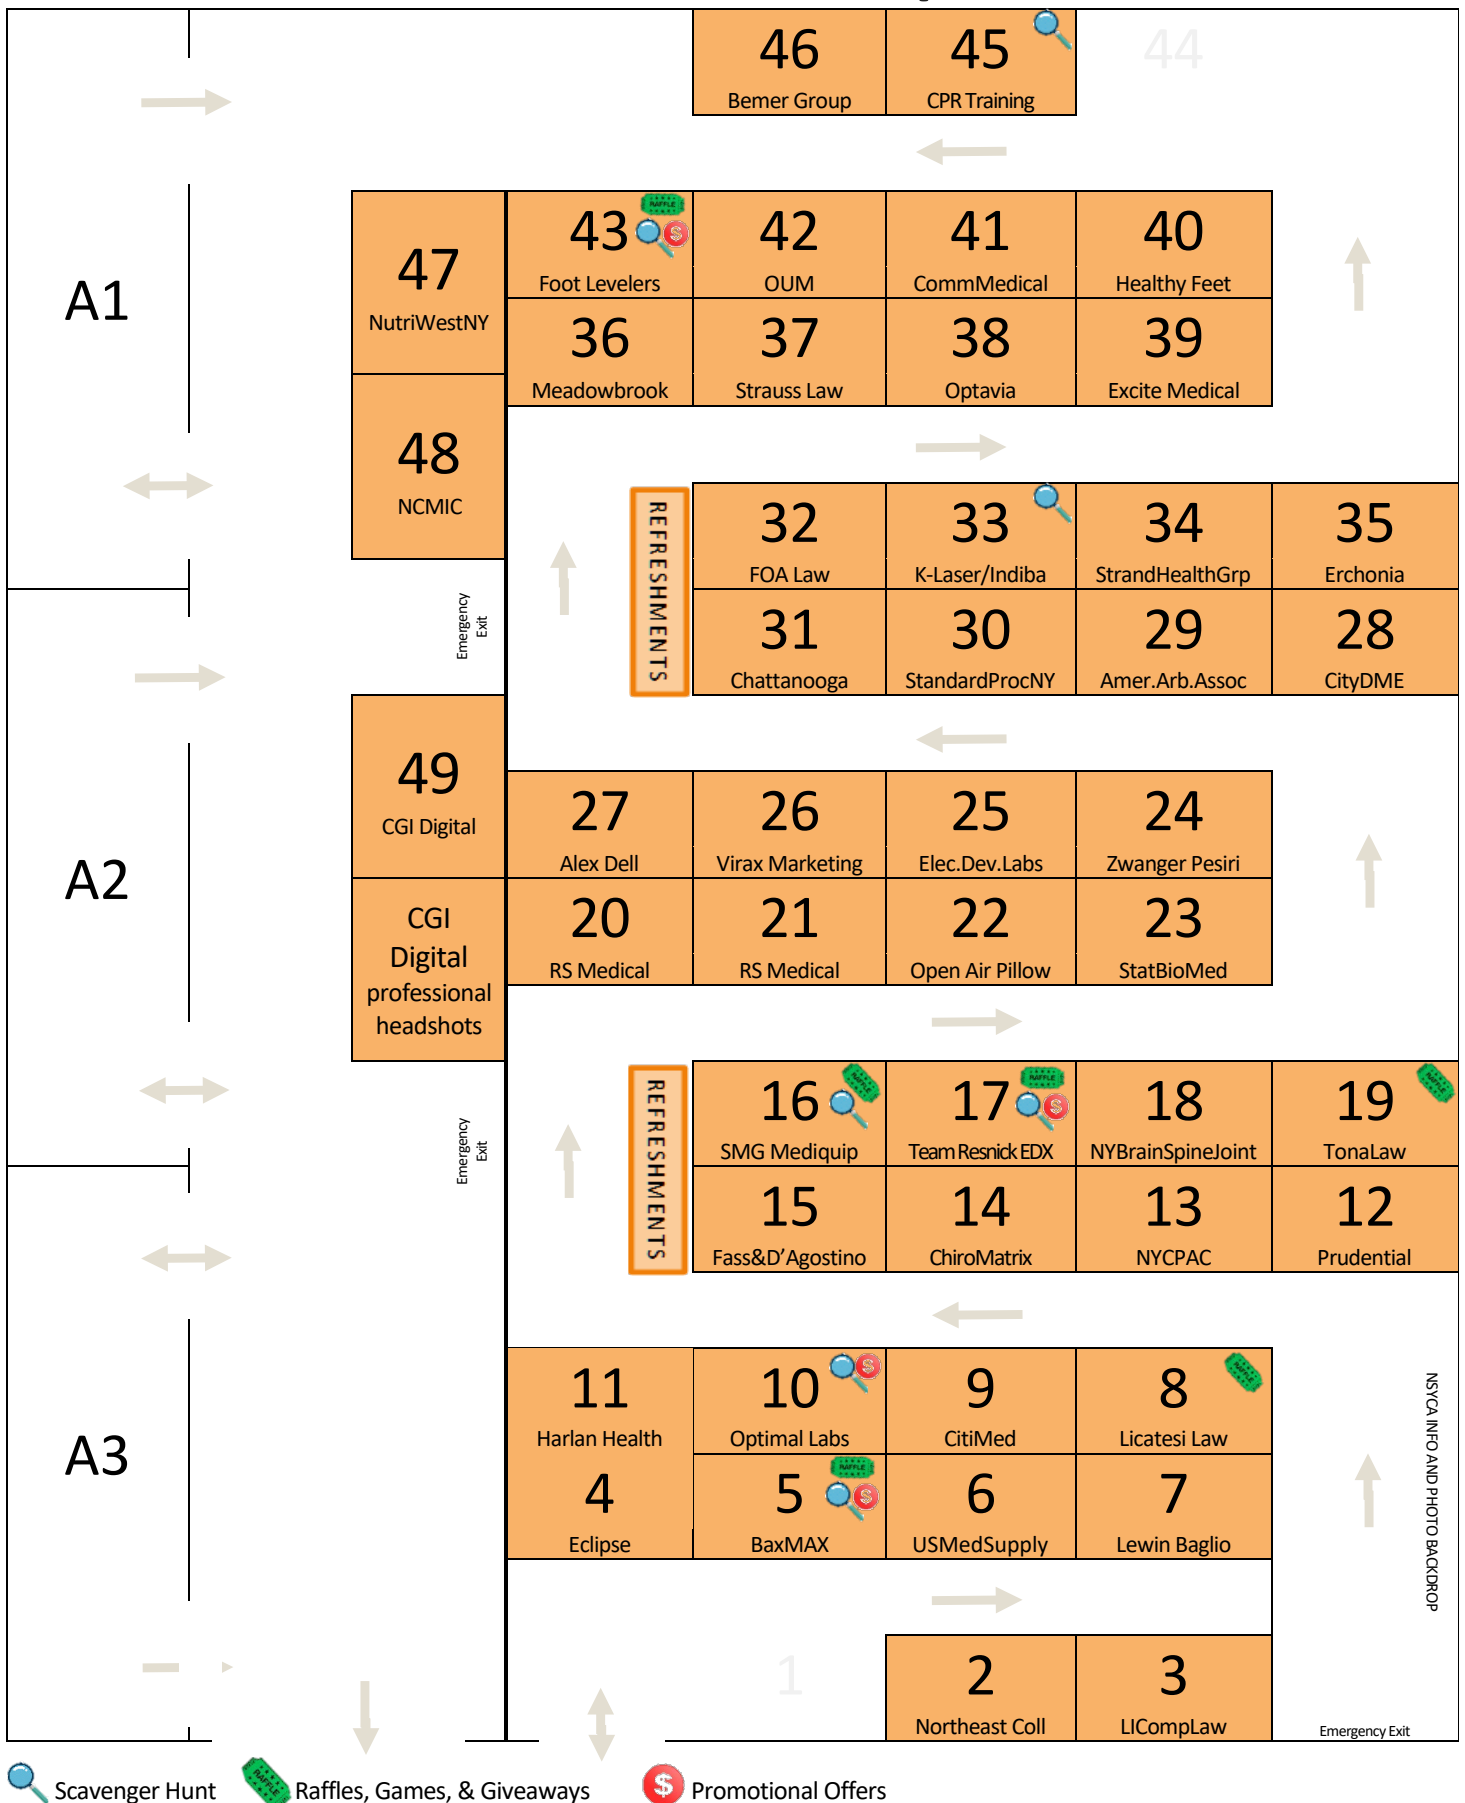 46
Bemer Group
45
CPR Training
44
A1
47
NutriWestNY
43
RAFFLE
Foot Levelers
42
OUM
41
CommMedical
40
Healthy Feet
36
Meadowbrook
37
Strauss Law
38
Optavia
39
Excite Medical
48
NCMIC
REFRESHMENTS
32
FOA Law
33
K-Laser/Indiba
34
StrandHealthGrp
35
Erchonia
Emergency
Exit
31
Chattanooga
30
StandardProcNY
29
Amer.Arb.Assoc
28
CityDME
A2
49
CGI Digital
27
Alex Dell
26
Virax Marketing
25
Elec.Dev.Labs
24
Zwanger Pesiri
CGI
Digital
professional
headshots
20
RS Medical
21
RS Medical
22
Open Air Pillow
23
StatBioMed
Emergency
Exit
REFRESHMENTS
16
RAFFLE
SMG Mediquip
17
RAFFLE
Team Resnick EDX
18
NYBrainSpineJoint
19
RAFFLE
TonaLaw
15
Fass&D’Agostino
14
ChiroMatrix
13
NYCPAC
12
Prudential
A3
11
Harlan Health
10
Optimal Labs
9
CitiMed
8
RAFFLE
Licatesi Law
4
Eclipse
5
RAFFLE
BaxMAX
6
USMedSupply
7
Lewin Baglio
NSYCA INFO AND PHOTO BACKDROP
1
2
Northeast Coll
3
LICompLaw
Emergency Exit
Scavenger Hunt
RAFFLE
Raffles, Games, & Giveaways
$
Promotional Offers